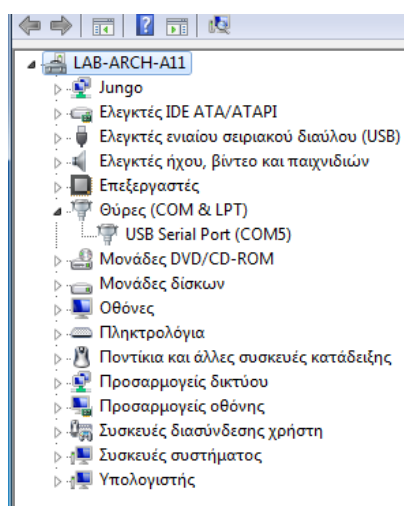 LAB-ARCH-A11
Jungo
Ελεγκτές IDE ATA/ATAPI
Ελεγκτές ενιαίου σειριακού διαύλου (USB)
Ελεγκτές ήχου, βίντεο και παιχνιδιών
Επεξεργαστές
Θύρες (COM & LPT)
USB Serial Port (COM5)
Μονάδες DVD/CD-ROM
Μονάδες δίσκων
Οθόνες
Πληκτρολόγια
Ποντίκια και άλλες συσκευές κατάδειξης
Προσαρμογείς δικτύου
Προσαρμογείς οθόνης
Συσκευές διασύνδεσης χρήστη
Συσκευές συστήματος
Υπολογιστής